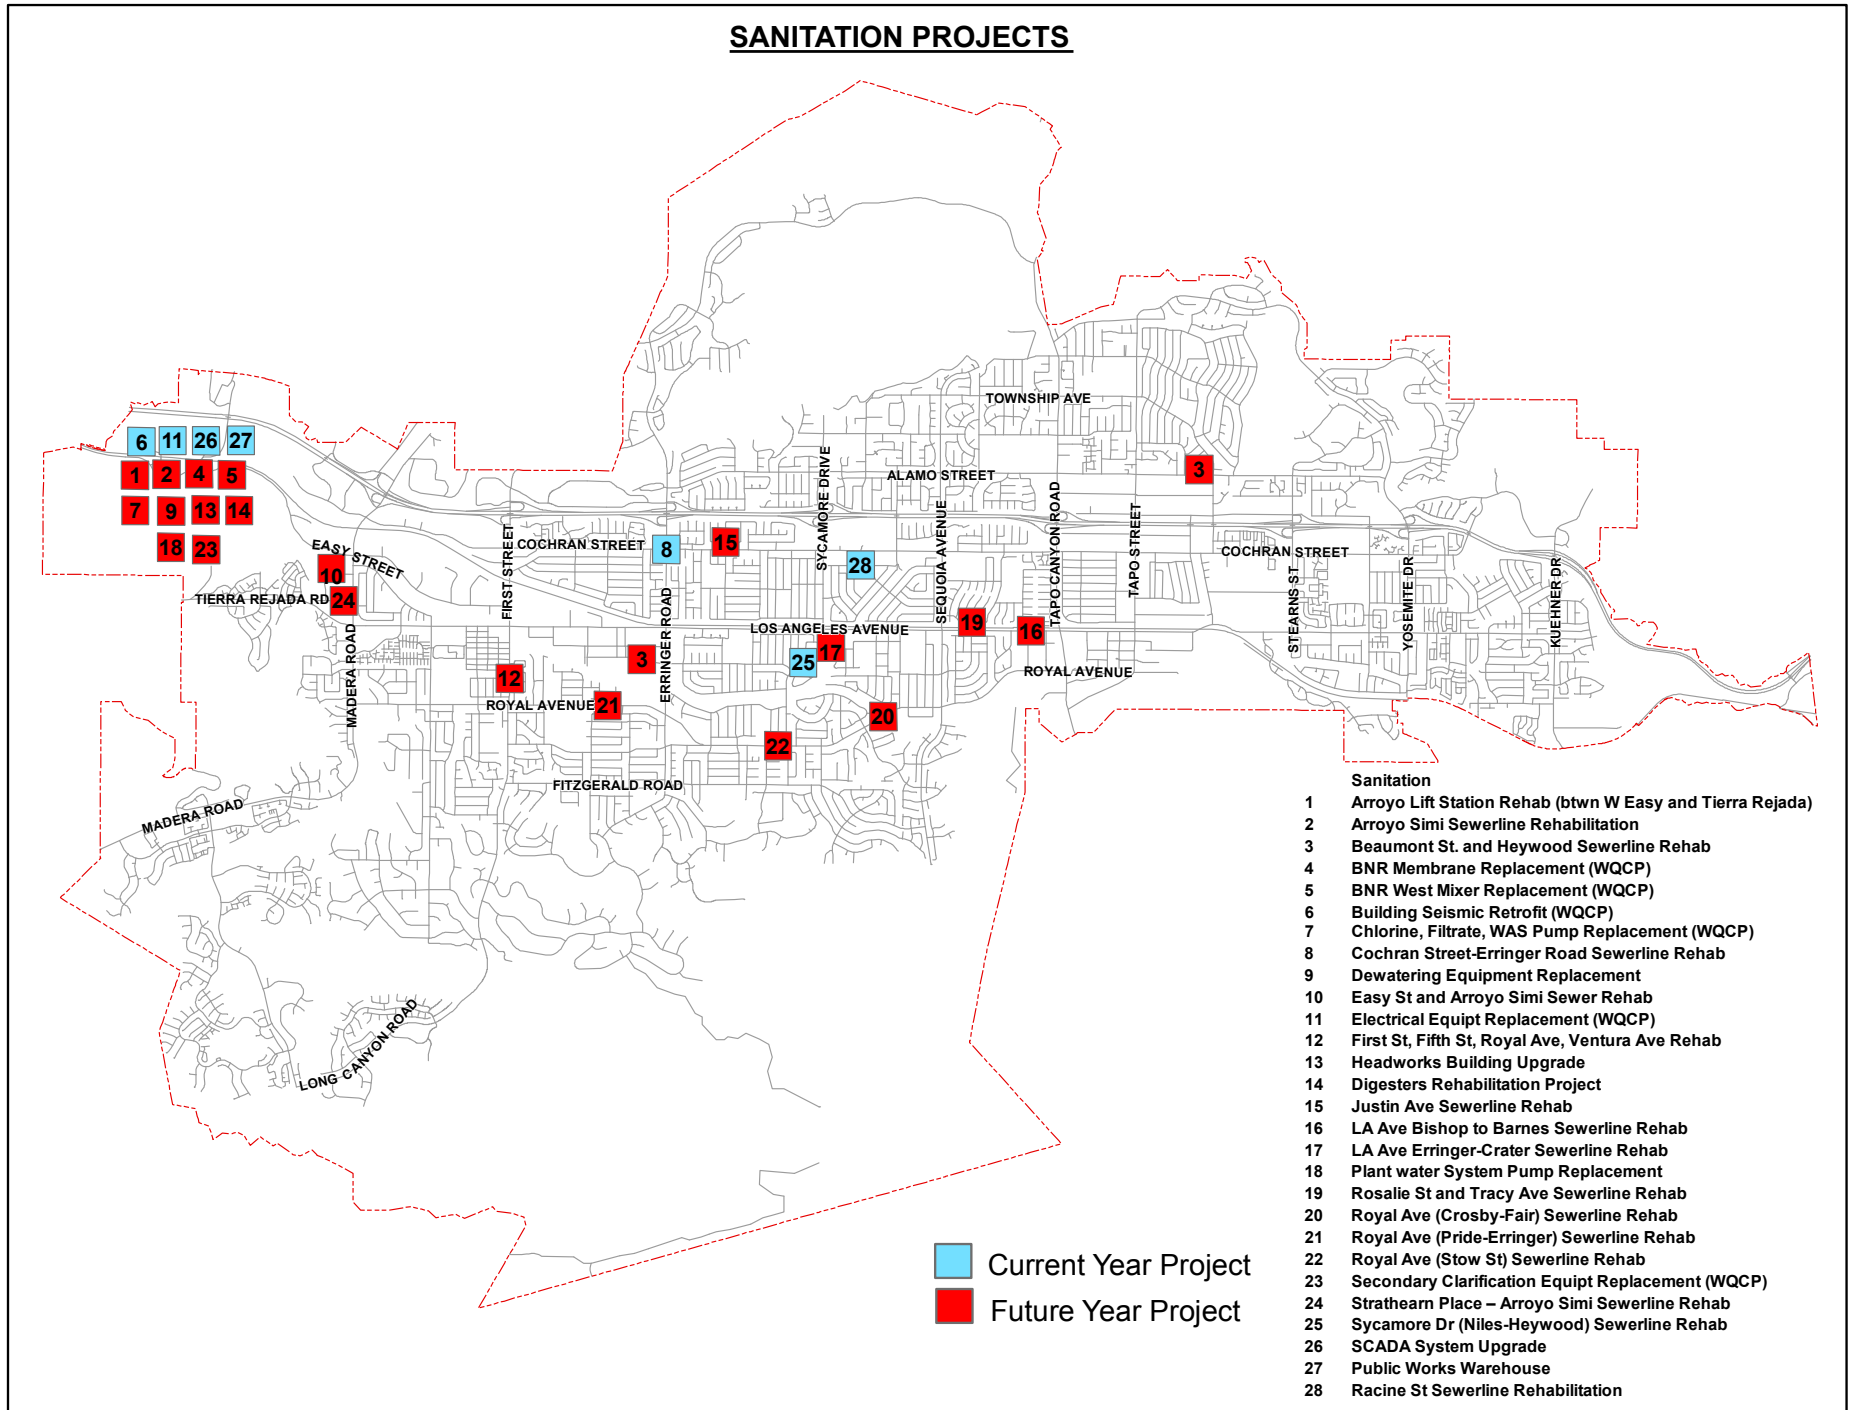 SANITATION PROJECTS
TOWNSHIP AVE
6 11 26 27
SYCAMORE DRIVE
ALAMO STREET
3
1 2 4 5
TAPO CANYON ROAD
SEQUOIA AVENUE
TAPO STREET
7 9 13 14
FIRST STREET
COCHRAN STREET
8
15
18 23
EASY STREET
28
COCHRAN STREET
STEARNS ST
YOSEMITE DR
KUEHNER DR
10
TIERRA REJADA RD
24
ERRINGER ROAD
LOS ANGELES AVENUE
19
16
MADERA ROAD
3
25
17
ROYAL AVENUE
12
ROYAL AVENUE
21
20
22
FITZGERALD ROAD
MADERA ROAD
LONG CANYON ROAD
Current Year Project
Future Year Project
Sanitation
1 Arroyo Lift Station Rehab (btwn W Easy and Tierra Rejada)
2 Arroyo Simi Sewerline Rehabilitation
3 Beaumont St. and Heywood Sewerline Rehab
4 BNR Membrane Replacement (WQCP)
5 BNR West Mixer Replacement (WQCP)
6 Building Seismic Retrofit (WQCP)
7 Chlorine, Filtrate, WAS Pump Replacement (WQCP)
8 Cochran Street-Erringer Road Sewerline Rehab
9 Dewatering Equipment Replacement
10 Easy St and Arroyo Simi Sewer Rehab
11 Electrical Equipt Replacement (WQCP)
12 First St, Fifth St, Royal Ave, Ventura Ave Rehab
13 Headworks Building Upgrade
14 Digesters Rehabilitation Project
15 Justin Ave Sewerline Rehab
16 LA Ave Bishop to Barnes Sewerline Rehab
17 LA Ave Erringer-Crater Sewerline Rehab
18 Plant water System Pump Replacement
19 Rosalie St and Tracy Ave Sewerline Rehab
20 Royal Ave (Crosby-Fair) Sewerline Rehab
21 Royal Ave (Pride-Erringer) Sewerline Rehab
22 Royal Ave (Stow St) Sewerline Rehab
23 Secondary Clarification Equipt Replacement (WQCP)
24 Strathearn Place – Arroyo Simi Sewerline Rehab
25 Sycamore Dr (Niles-Heywood) Sewerline Rehab
26 SCADA System Upgrade
27 Public Works Warehouse
28 Racine St Sewerline Rehabilitation